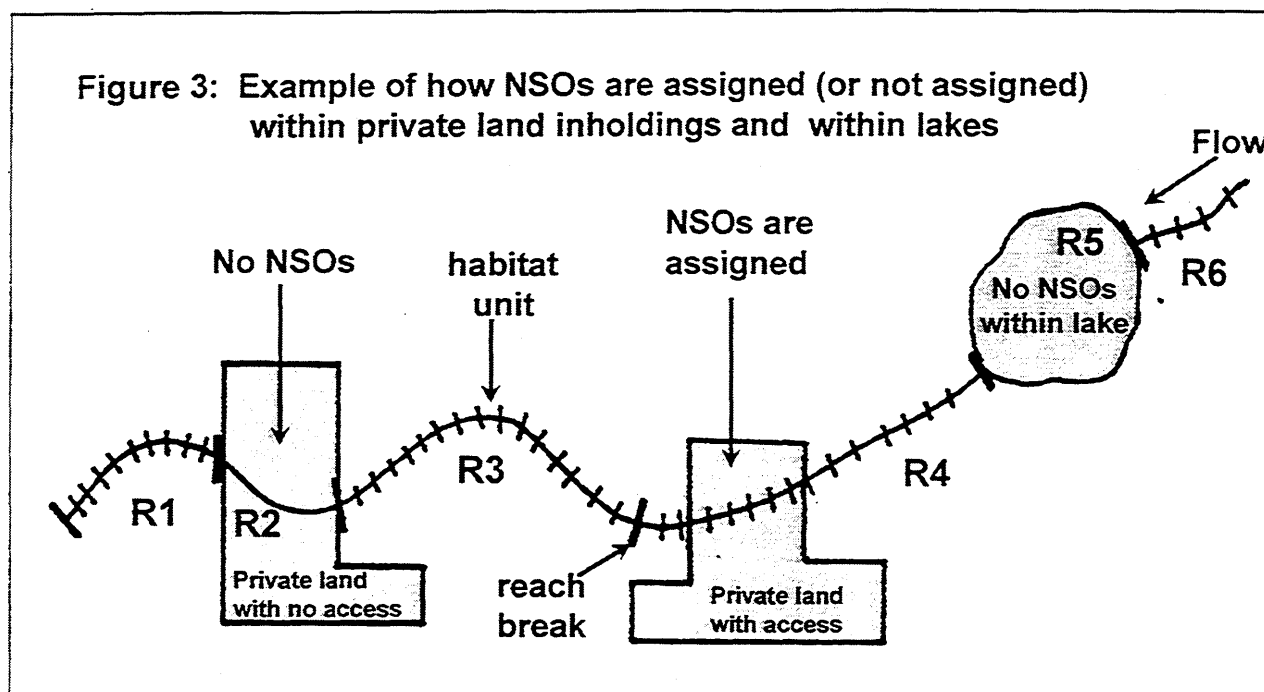 Figure 3: Example of how NSOs are assigned (or not assigned)
within private land inholdings and within lakes
Flow
NSOs are
assigned
No NSOs
habitat
unit
R5
R6
No NSOs
within lake
R3
R4
R1
R2
reach
break
Private land
with no access
Private land
with access